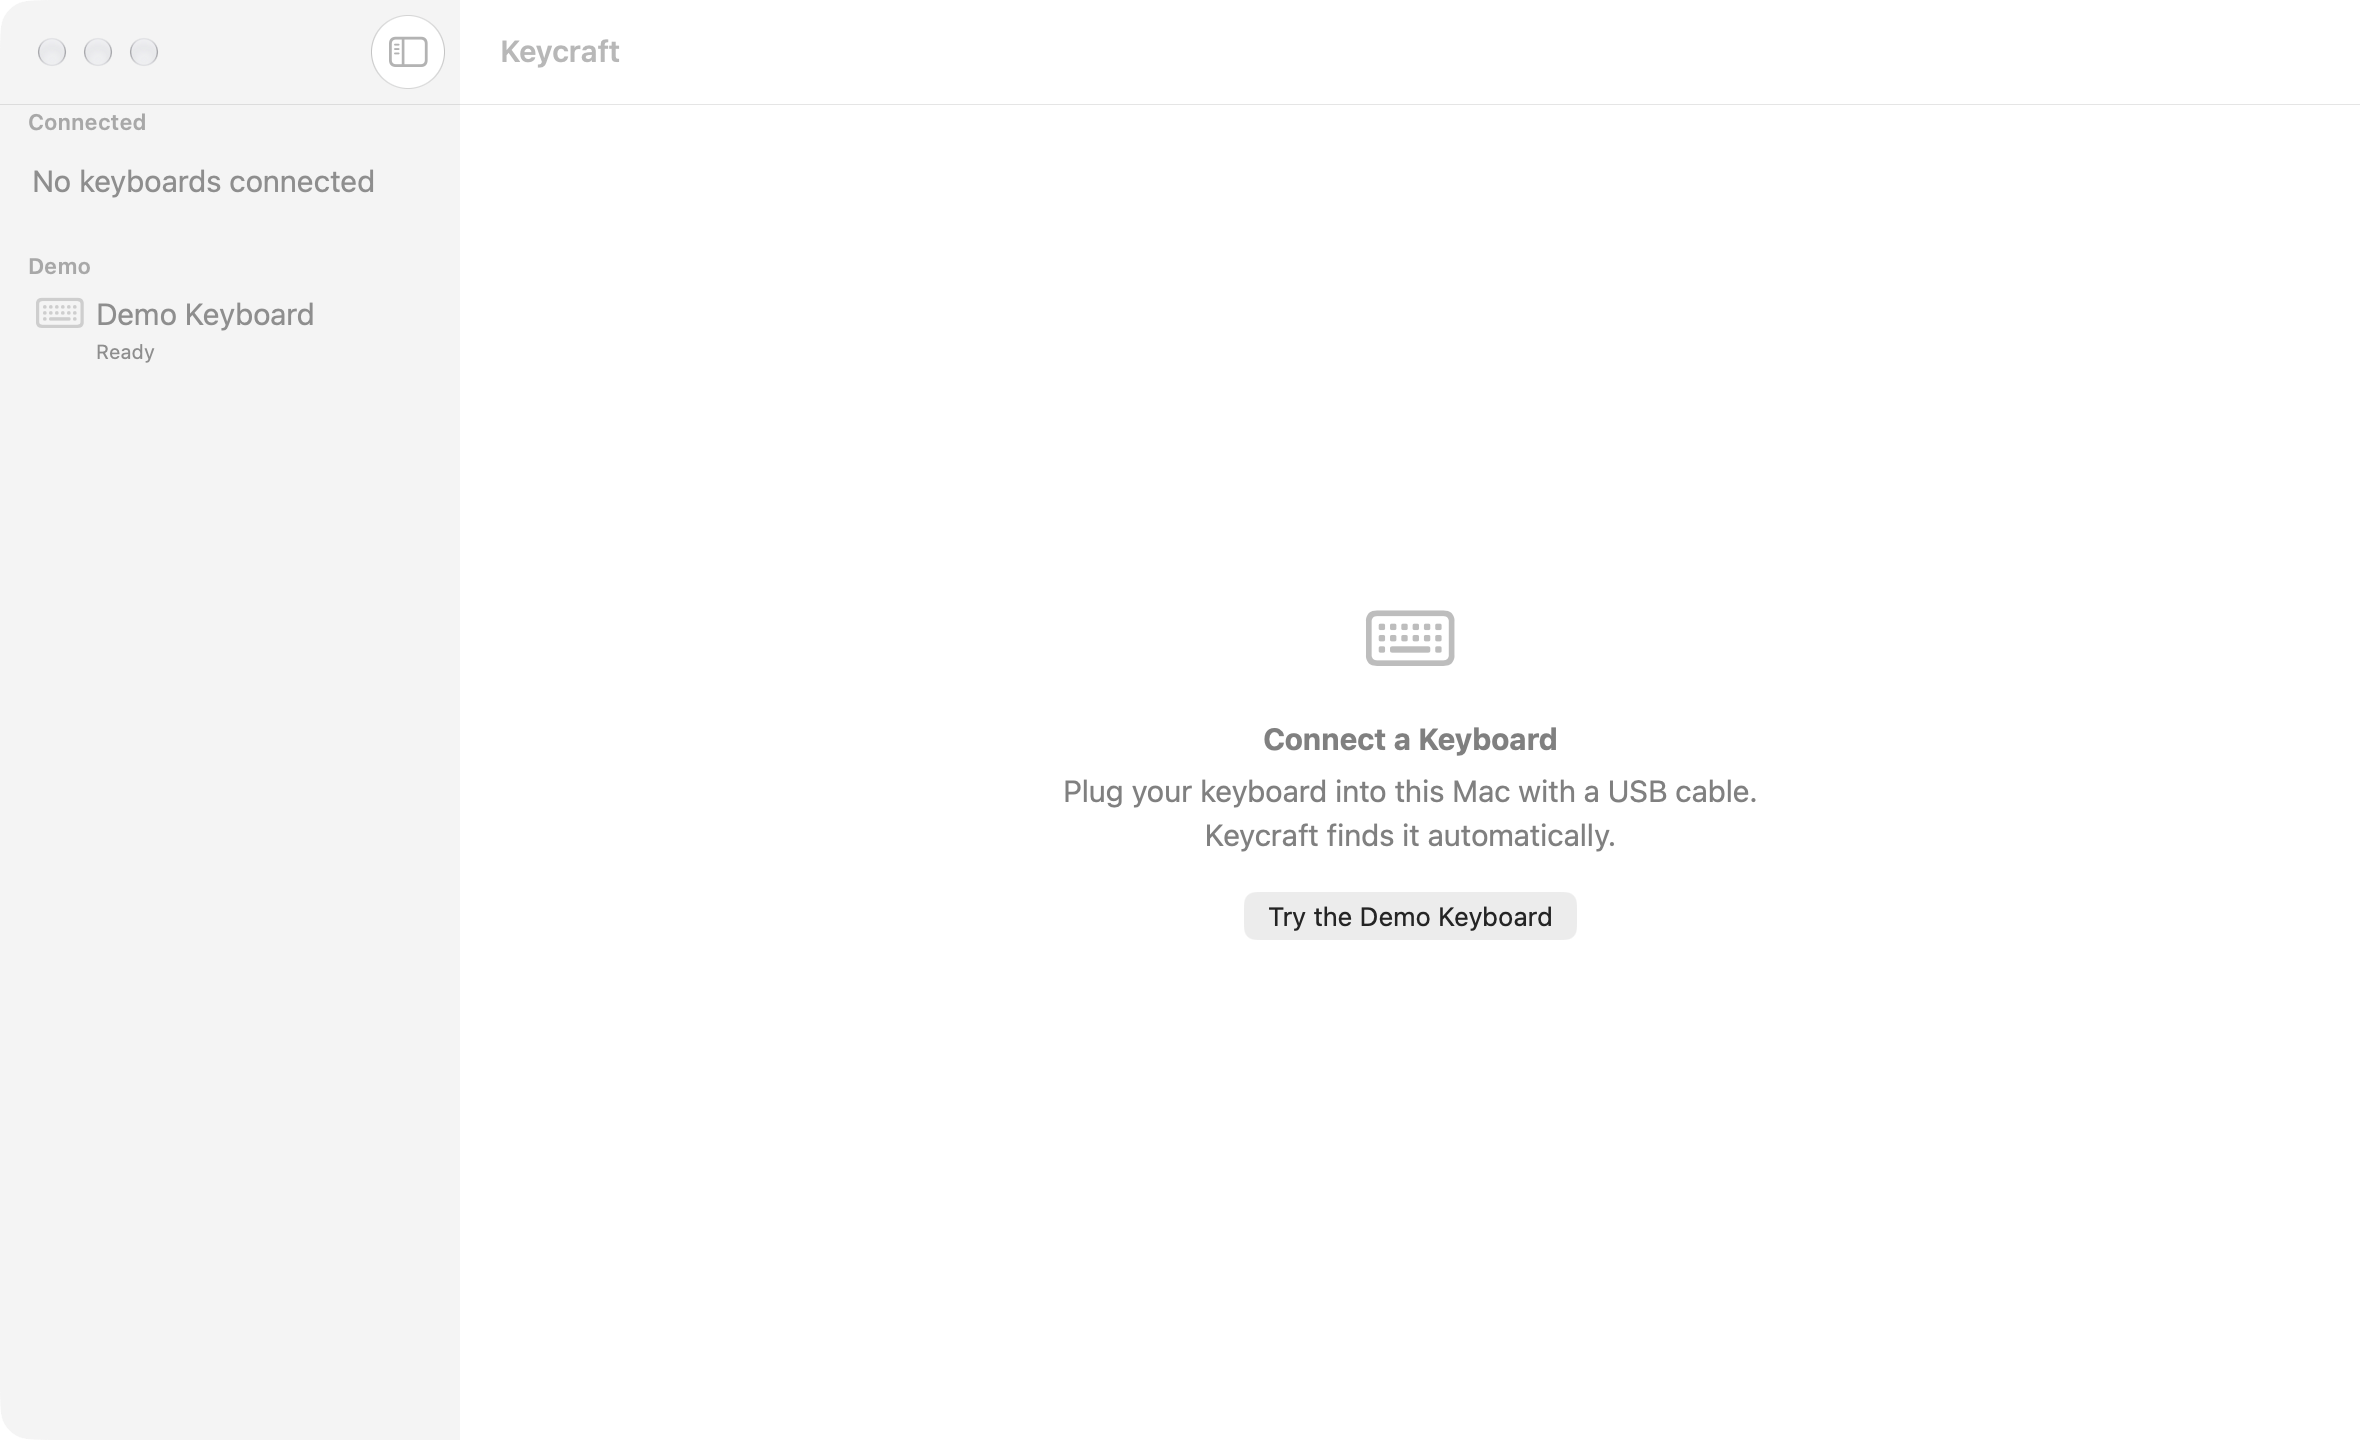 Keycraft
Connected
No keyboards connected
Demo
Demo Keyboard
Ready
Connect a Keyboard
Plug your keyboard into this Mac with a USB cable.
Keycraft finds it automatically.
Try the Demo Keyboard